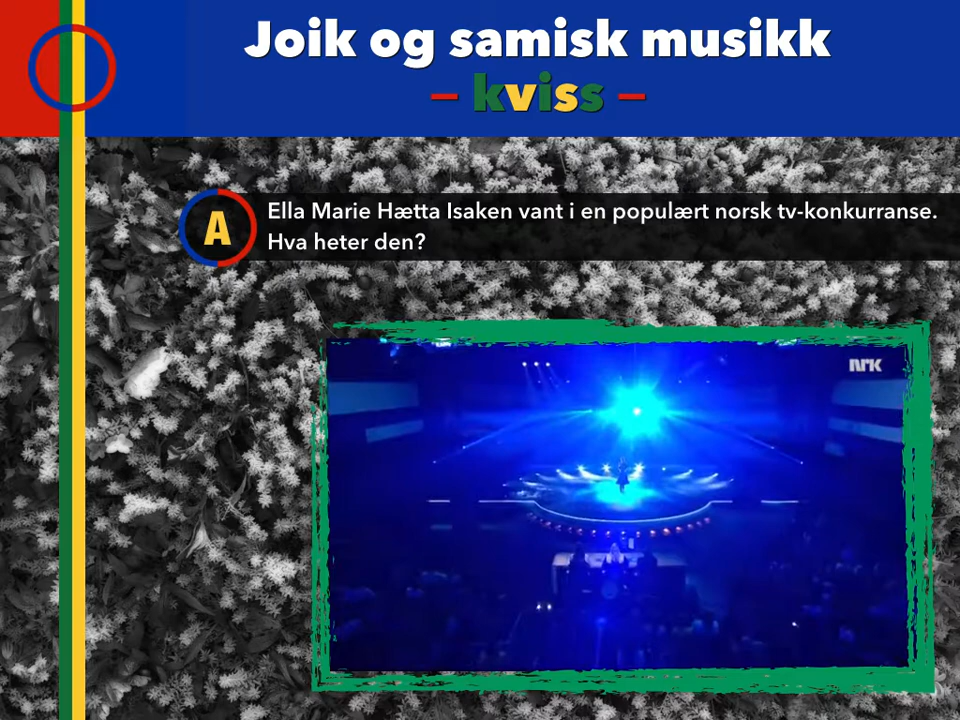 Joik og samisk musikk
– kviss –
A
Ella Marie Hætta Isaken vant i en populært norsk tv-konkurranse.
Hva heter den?
NRK